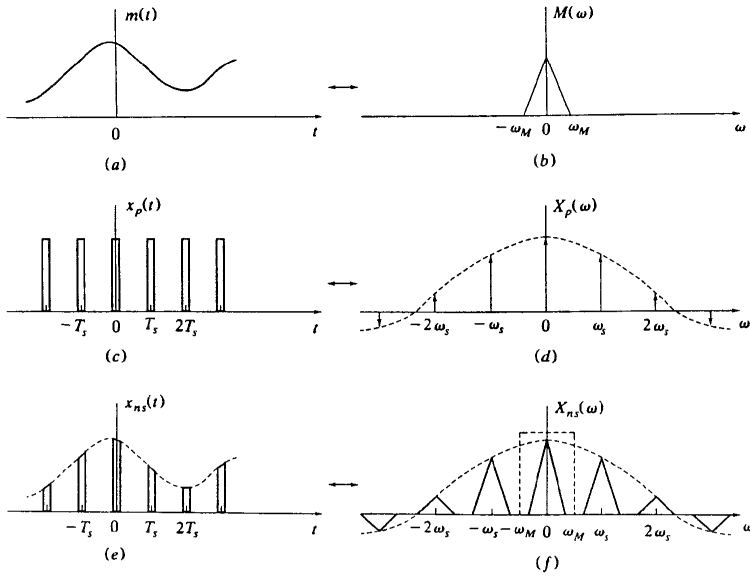 m(t)
M(ω)
0
t
−ω_M 0 ω_M
ω
(a)
(b)
x_p(t)
X_p(ω)
−T_s 0 T_s 2T_s
t
−2ω_s −ω_s 0 ω_s 2ω_s
ω
(c)
(d)
x_ns(t)
X_ns(ω)
−T_s 0 T_s 2T_s
t
−2ω_s −ω_s −ω_M 0 ω_M ω_s 2ω_s
ω
(e)
(f)